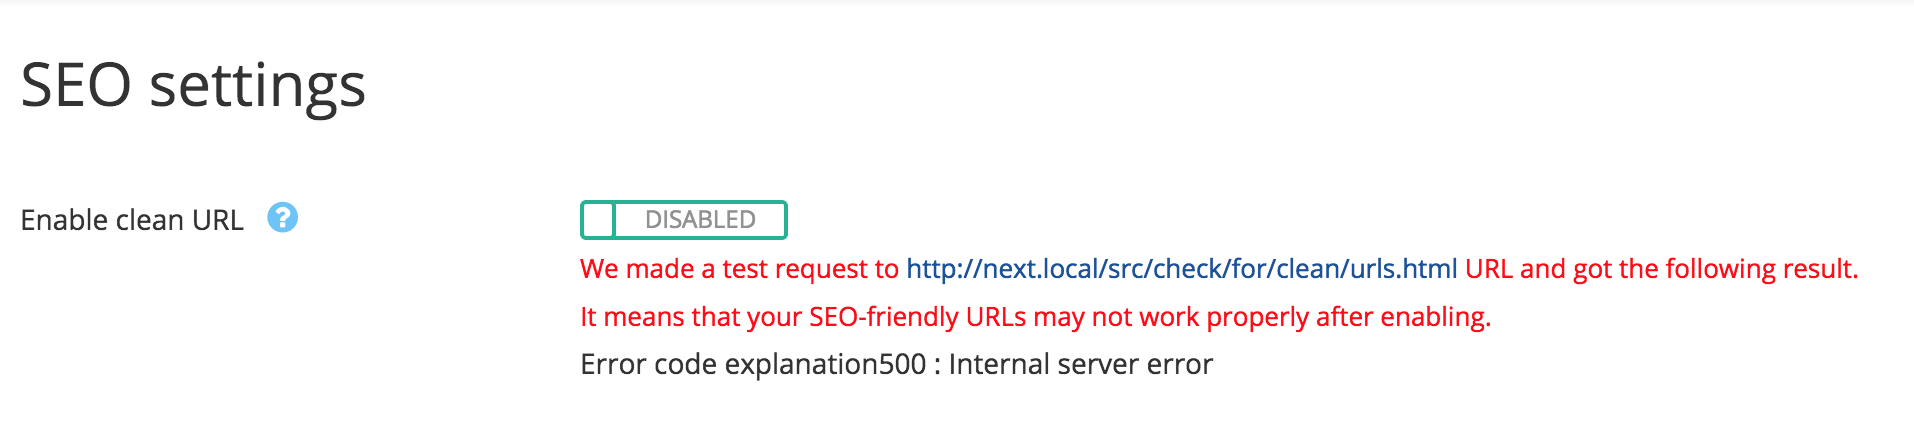 SEO settings
Enable clean URL ?
DISABLED
We made a test request to http://next.local/src/check/for/clean/urls.html URL and got the following result.
It means that your SEO-friendly URLs may not work properly after enabling.
Error code explanation500 : Internal server error